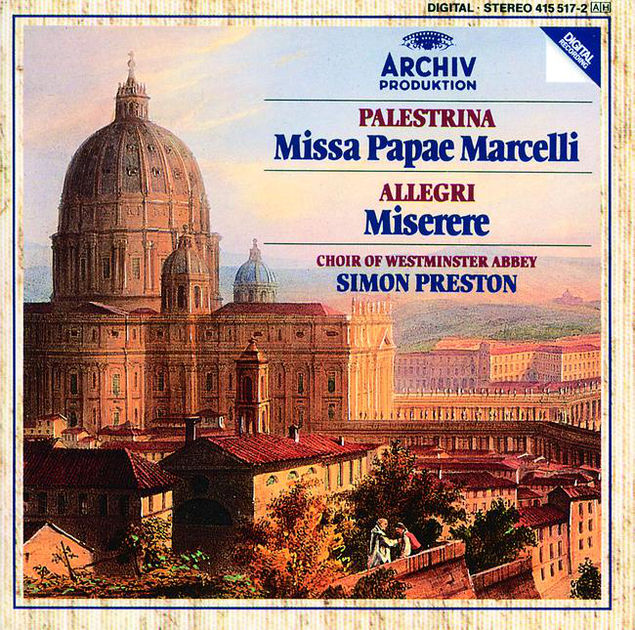 DIGITAL · STEREO 415 517-2 AH
DIGITAL
RECORDING
ARCHIV
PRODUKTION
PALESTRINA
Missa Papae Marcelli
ALLEGRI
Miserere
CHOIR OF WESTMINSTER ABBEY
SIMON PRESTON